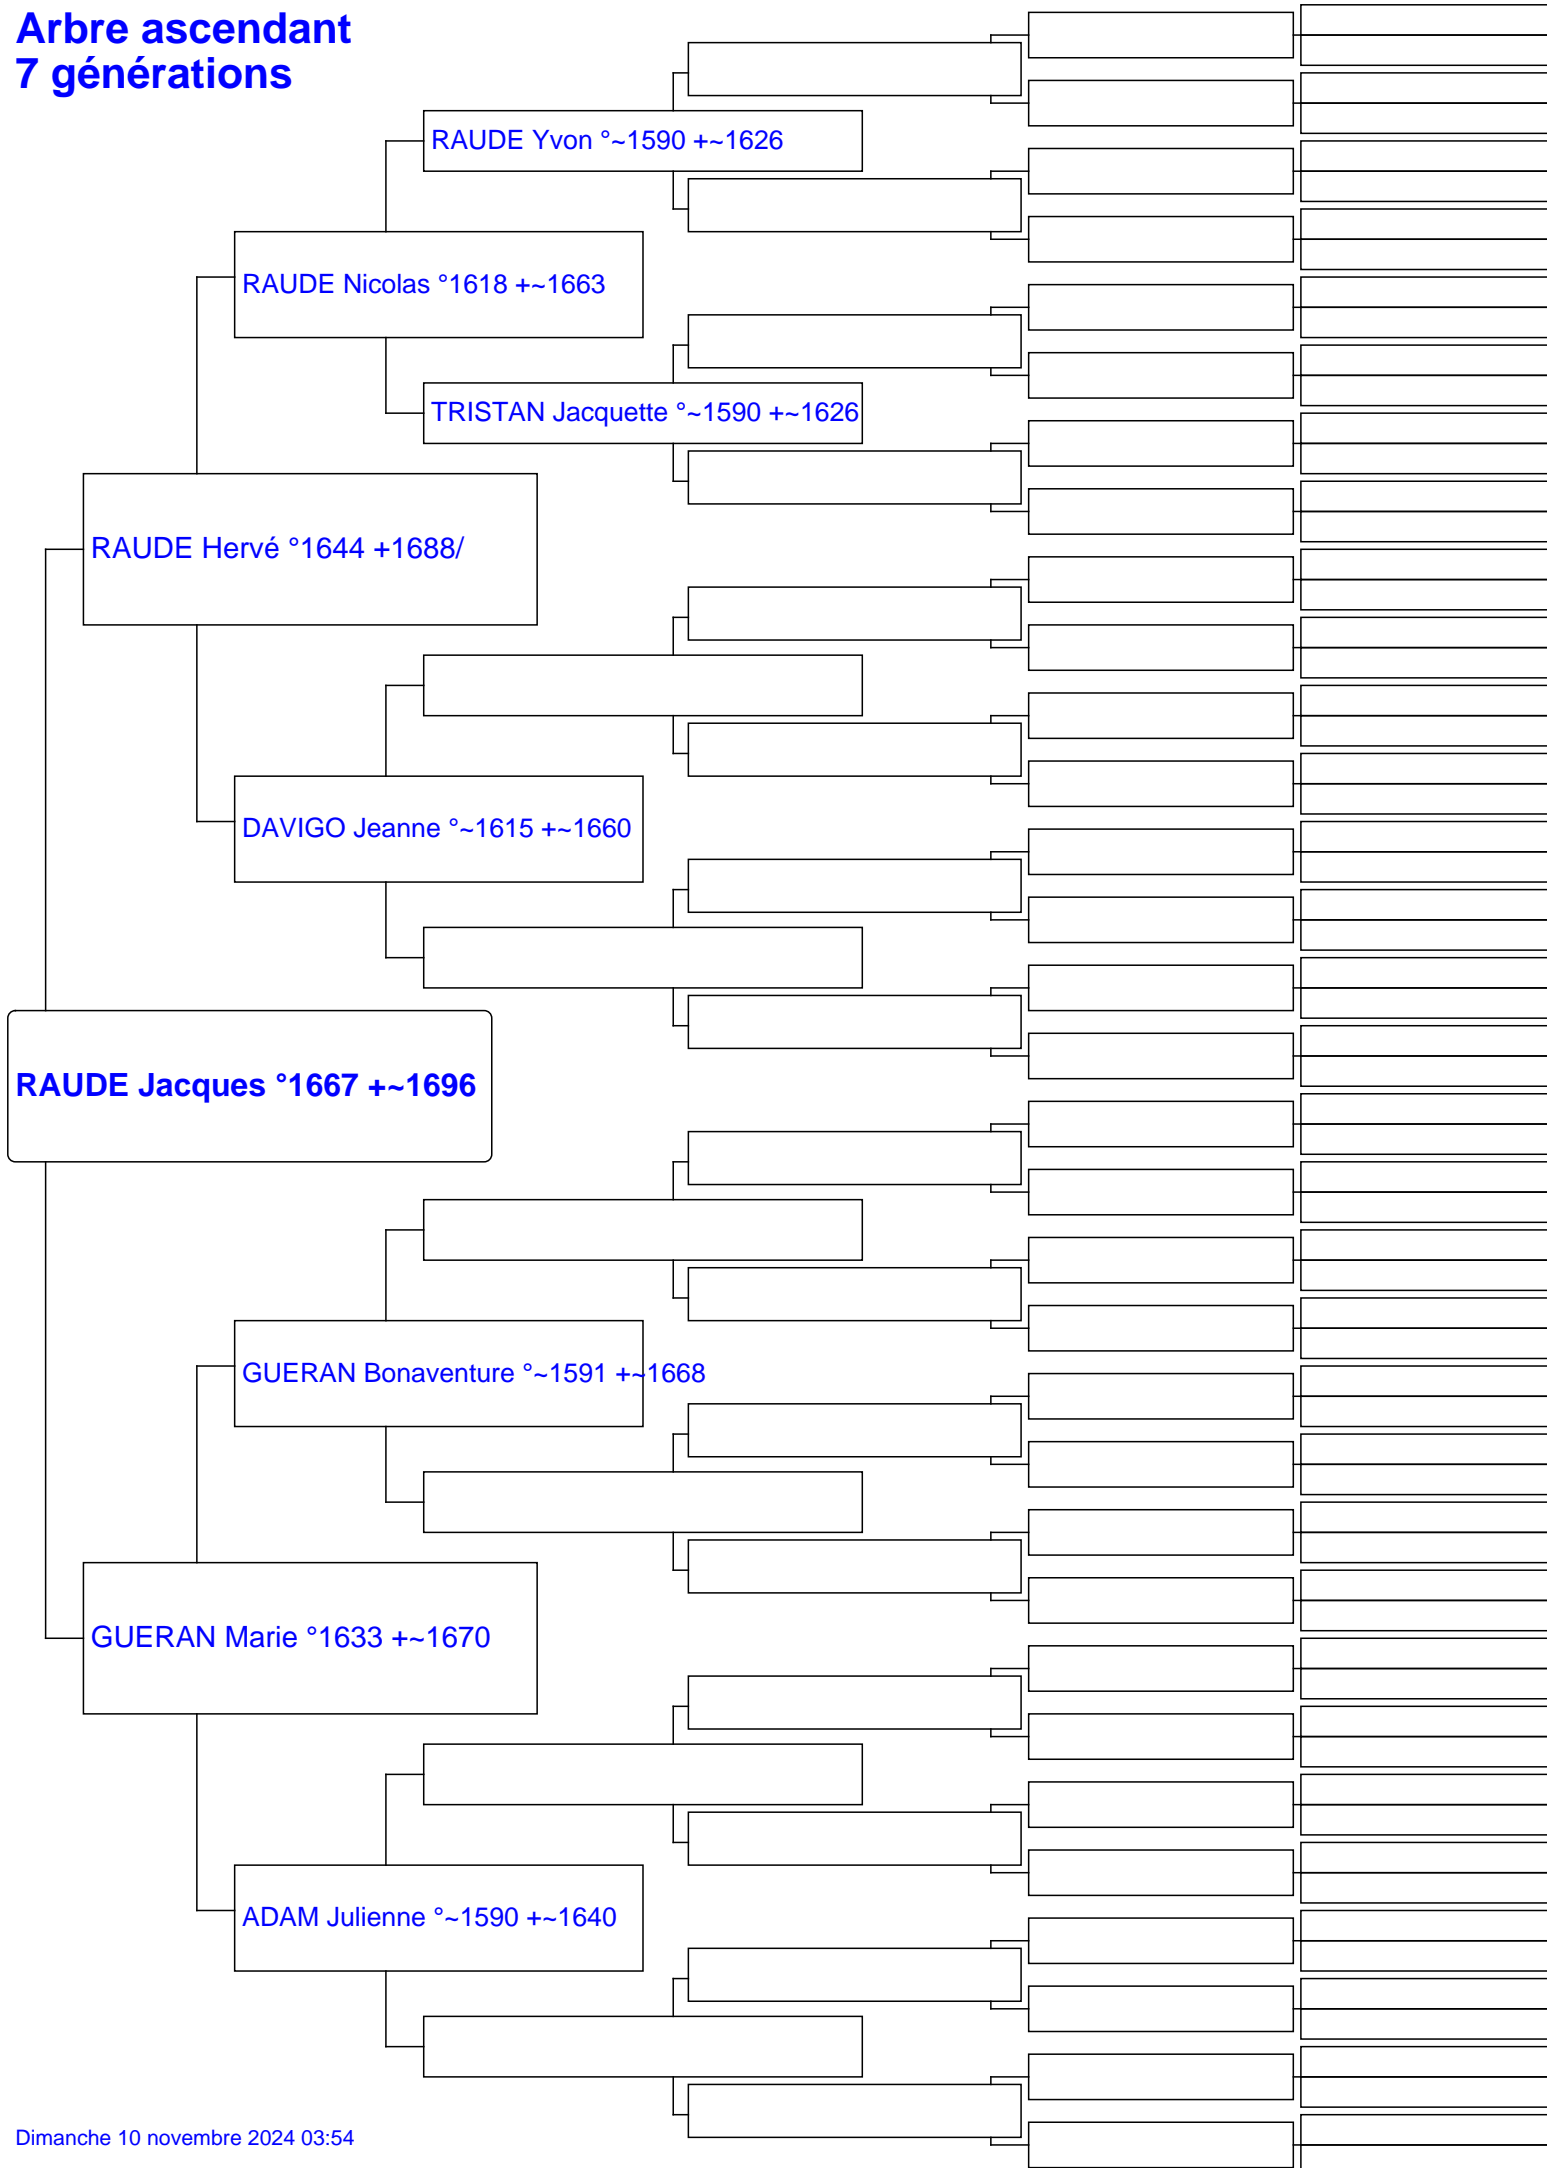 Arbre ascendant
7 générations
RAUDE Yvon °~1590 +~1626
RAUDE Nicolas °1618 +~1663
TRISTAN Jacquette °~1590 +~1626
RAUDE Hervé °1644 +1688/
DAVIGO Jeanne °~1615 +~1660
RAUDE Jacques °1667 +~1696
GUERAN Bonaventure °~1591 +~1668
GUERAN Marie °1633 +~1670
ADAM Julienne °~1590 +~1640
Dimanche 10 novembre 2024 03:54